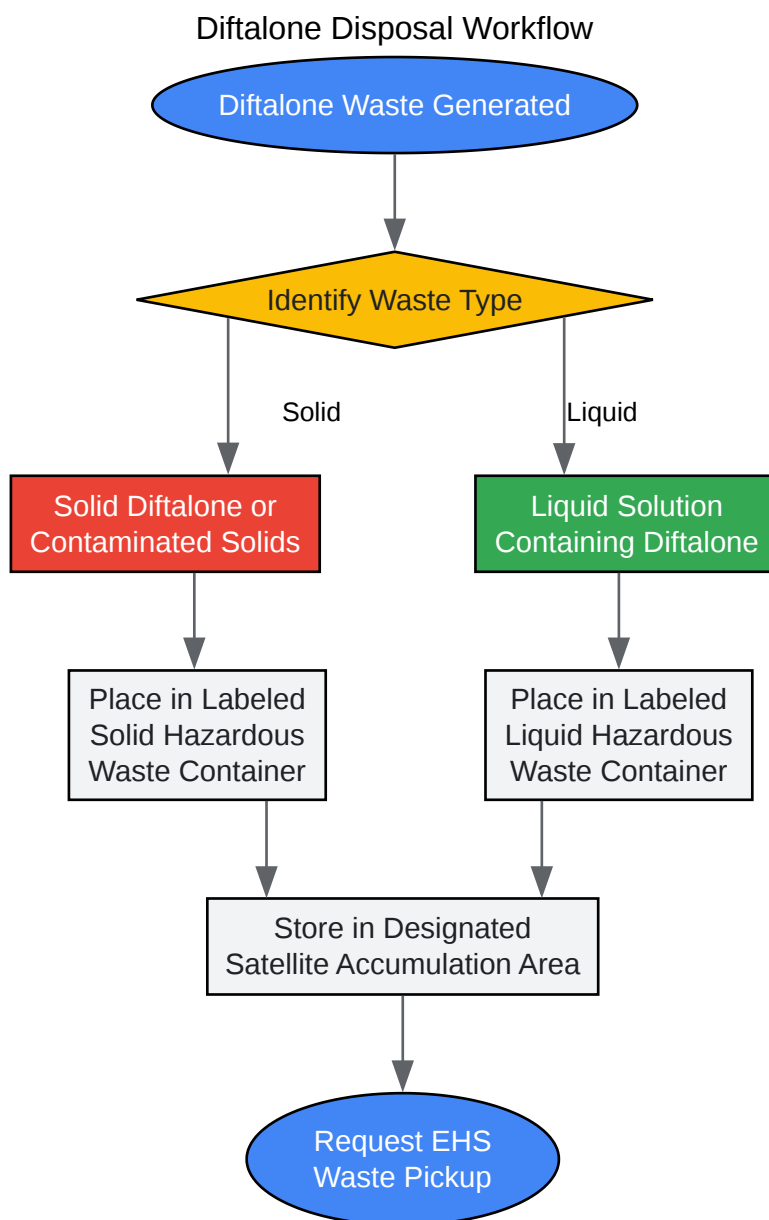 Diftalone Disposal Workflow
Diftalone Waste Generated
Identify Waste Type
Solid
Liquid
Solid Diftalone or
Contaminated Solids
Liquid Solution
Containing Diftalone
Place in Labeled
Solid Hazardous
Waste Container
Place in Labeled
Liquid Hazardous
Waste Container
Store in Designated
Satellite Accumulation Area
Request EHS
Waste Pickup